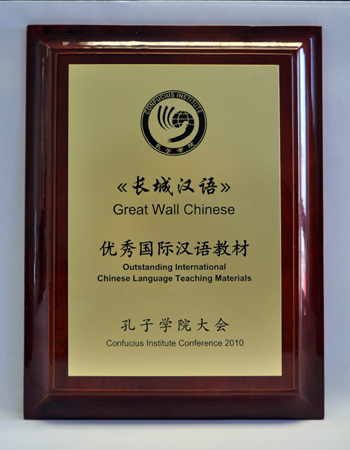 CONFUCIUS INSTITUTE
孔子学院
《长城汉语》
Great Wall Chinese
优秀国际汉语教材
Outstanding International
Chinese Language Teaching Materials
孔子学院大会
Confucius Institute Conference 2010